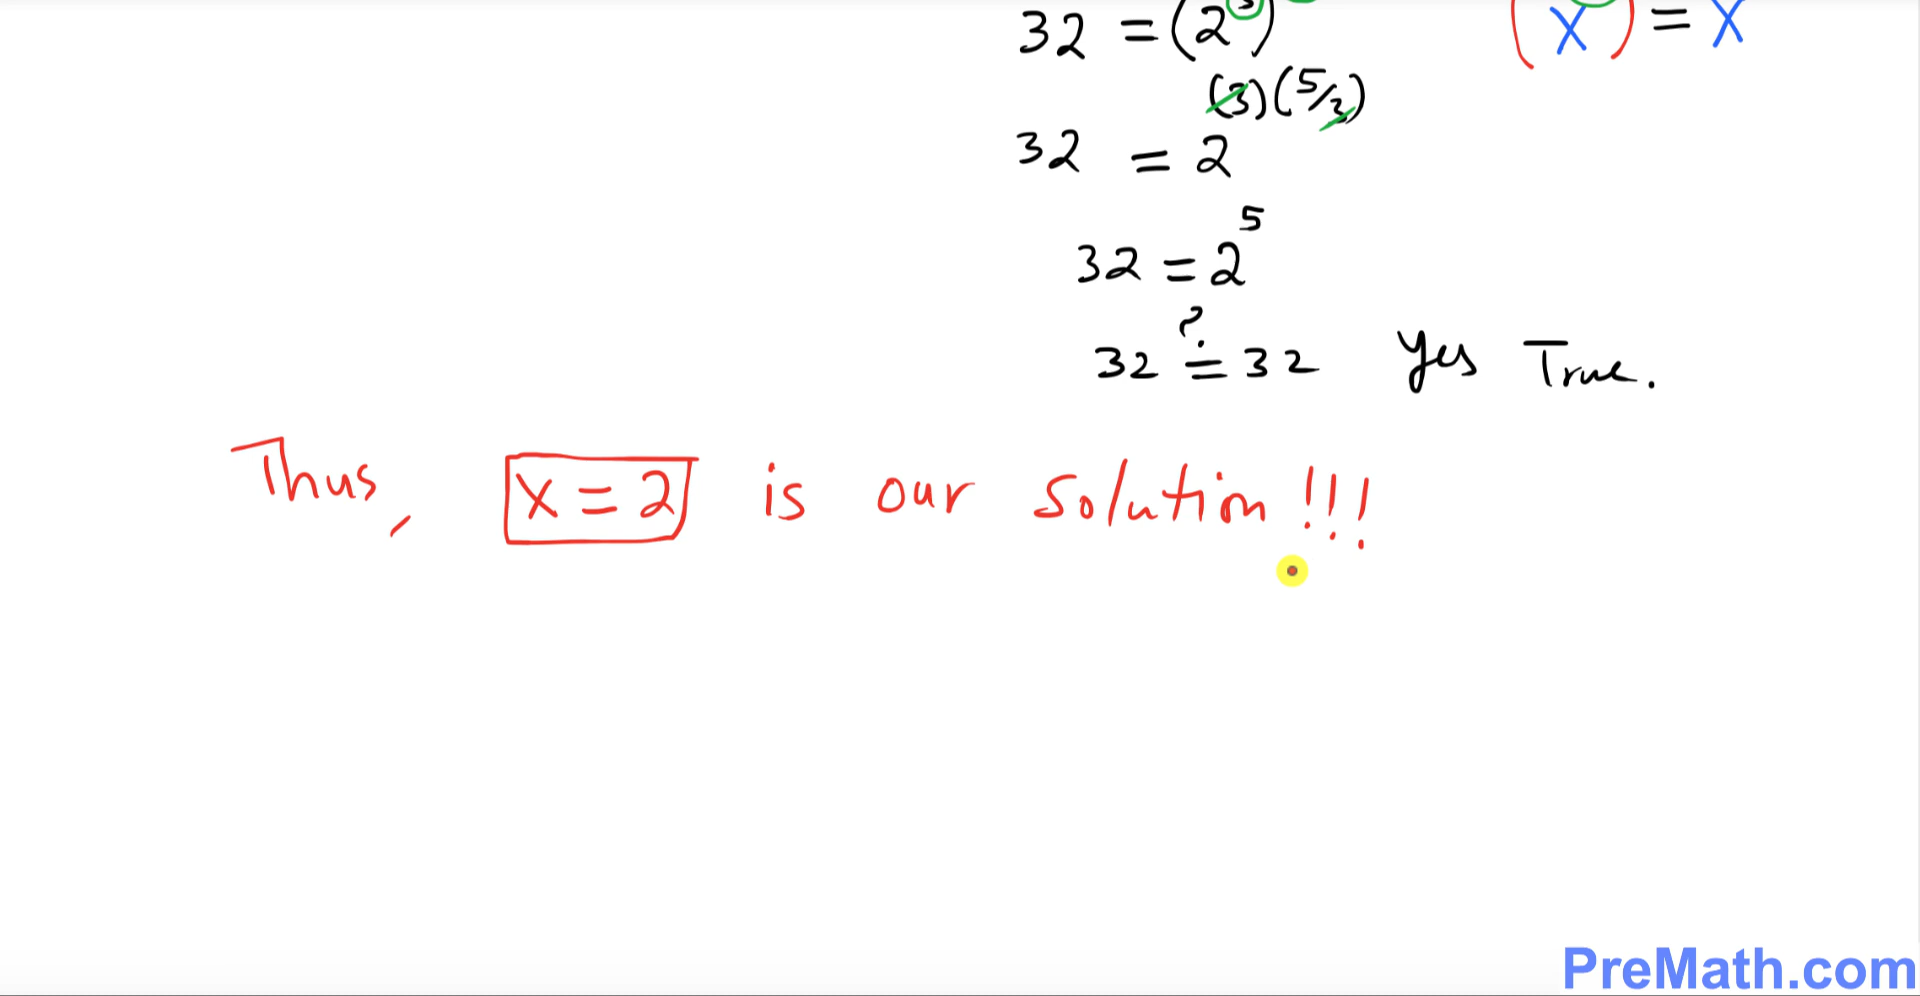 32 = (2³)
(x ) = x
(3)(5/3)
32 = 2
5
32 = 2
?
32 = 32 Yes True.
Thus, x = 2 is our solution!!!
PreMath.com